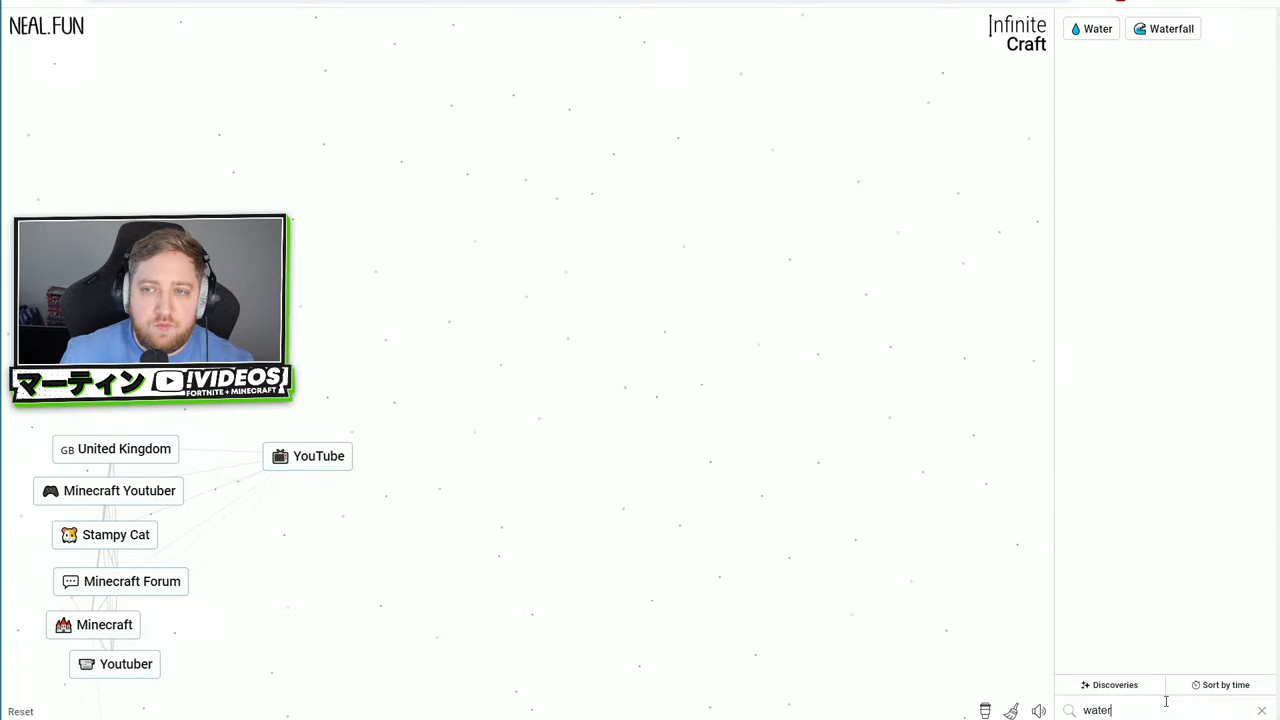 NEAL.FUN
Infinite
Craft
Water
Waterfall
マーティン !VIDEOS
FORTNITE + MINECRAFT
GB United Kingdom
YouTube
Minecraft Youtuber
Stampy Cat
Minecraft Forum
Minecraft
Youtuber
Discoveries
Sort by time
Reset
water